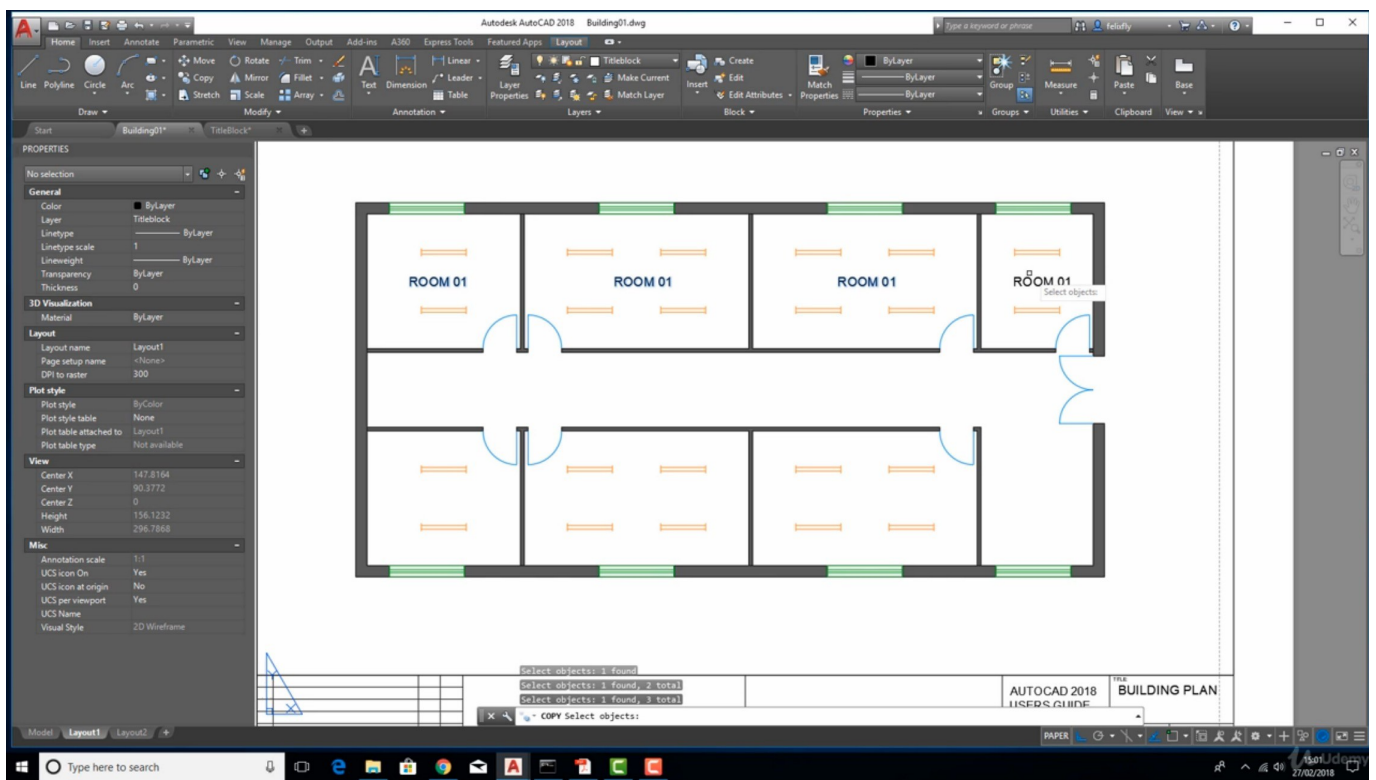 Autodesk AutoCAD 2018 Building01.dwg
Type a keyword or phrase
felixfly
Home Insert Annotate Parametric View Manage Output Add-ins A360 Express Tools Featured Apps Layout
Move Rotate Trim Linear Titleblock Create ByLayer
Copy Mirror Fillet Leader Make Current Edit ByLayer
Stretch Scale Array Table Match Layer Edit Attributes ByLayer
Line Polyline Circle Arc Text Dimension Layer Properties Insert Match Properties Group Measure Paste Base
Draw Modify Annotation Layers Block Properties Groups Utilities Clipboard View
Start Building01* TitleBlock*
PROPERTIES
No selection
General
Color ByLayer
Layer Titleblock
Linetype ByLayer
Linetype scale 1
Lineweight ByLayer
Transparency ByLayer
Thickness 0
3D Visualization
Material ByLayer
Layout
Layout name Layout1
Page setup name <None>
DPI to raster 300
Plot style
Plot style ByColor
Plot style table None
Plot table attached to Layout1
Plot table type Not available
View
Center X 147.8164
Center Y 90.3772
Center Z 0
Height 156.1232
Width 296.7868
Misc
Annotation scale 1:1
UCS icon On Yes
UCS icon at origin No
UCS per viewport Yes
UCS Name
Visual Style 2D Wireframe
ROOM 01 ROOM 01 ROOM 01 ROOM 01
Select objects:
Y
X
Select objects: 1 found
Select objects: 1 found, 2 total
Select objects: 1 found, 3 total
COPY Select objects:
AUTOCAD 2018
USERS GUIDE
TITLE
BUILDING PLAN
Model Layout1 Layout2
PAPER
Type here to search
15:01
27/02/2018
Udemy